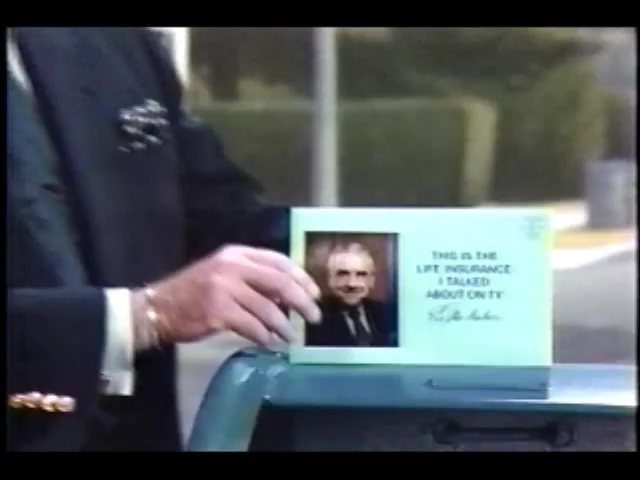 THIS IS THE
LIFE INSURANCE
I TALKED
ABOUT ON TV